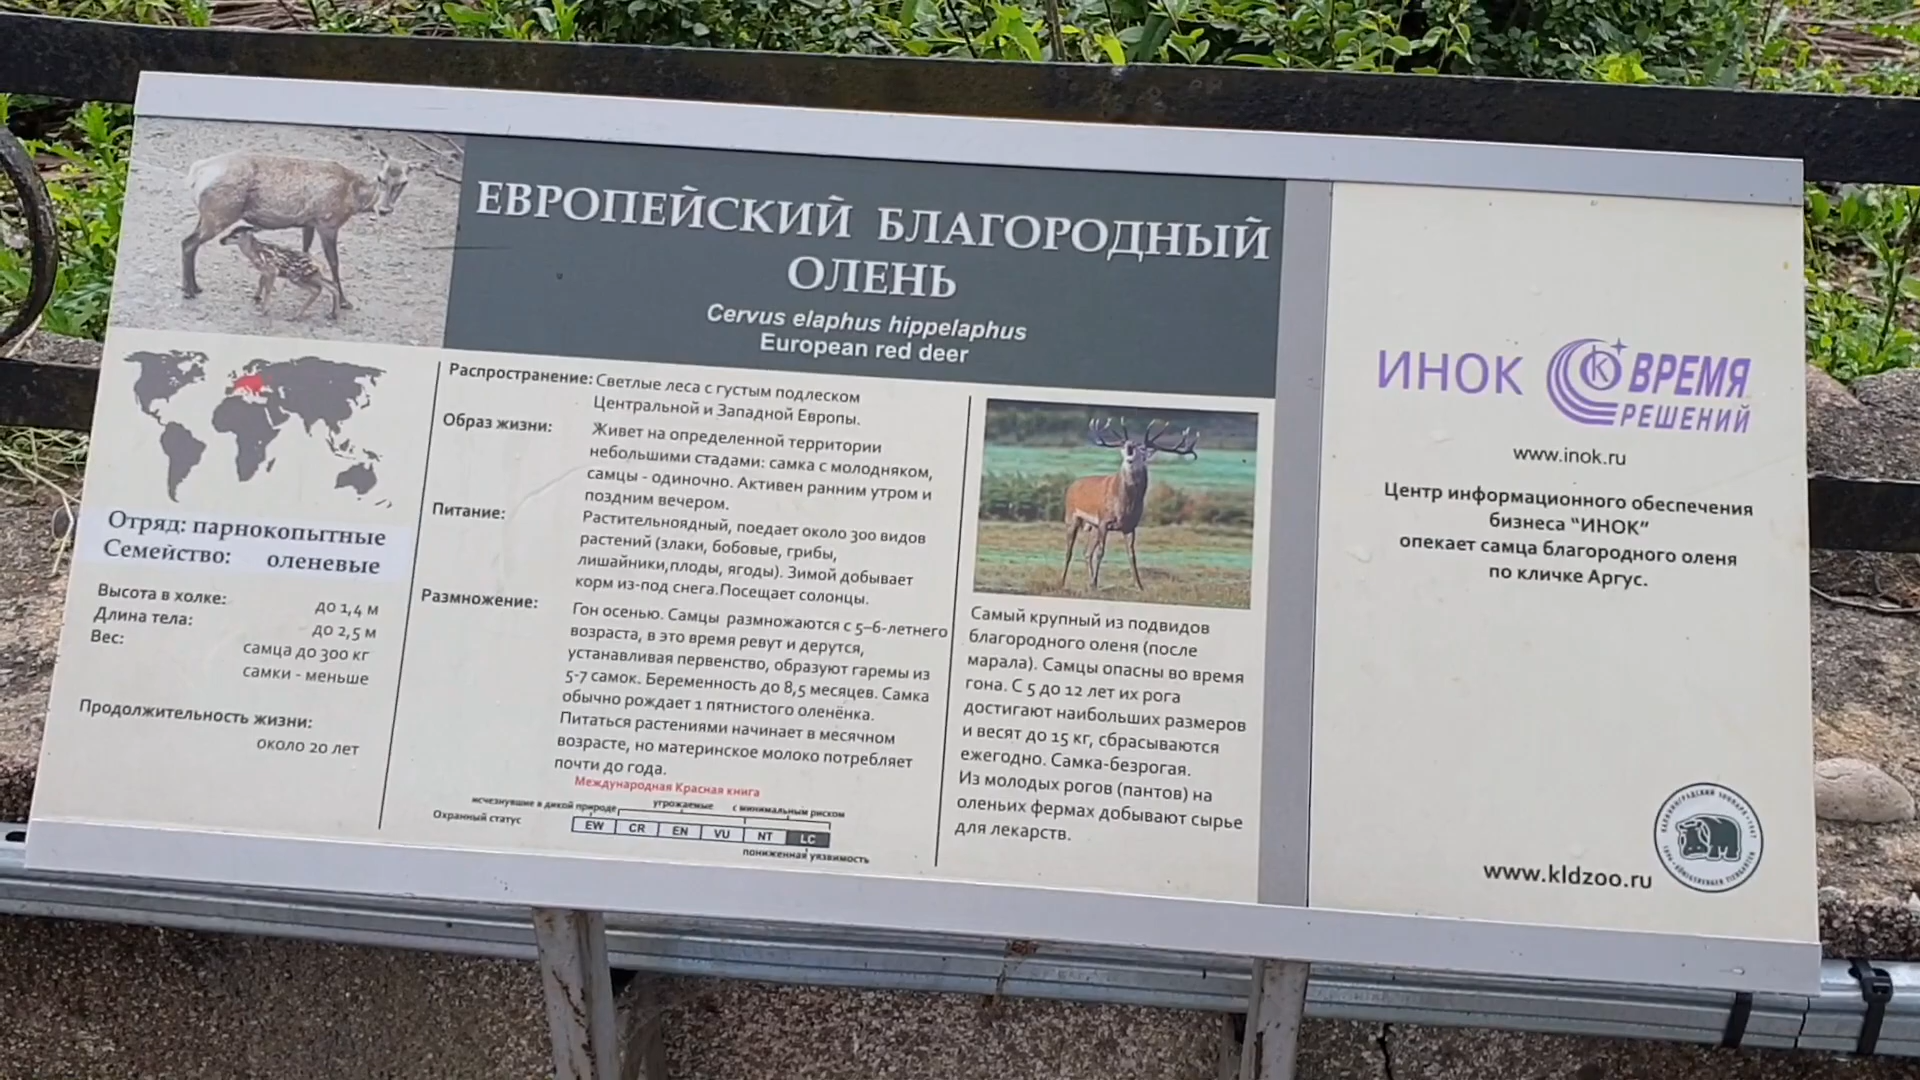 ЕВРОПЕЙСКИЙ БЛАГОРОДНЫЙ
ОЛЕНЬ
Cervus elaphus hippelaphus
European red deer
Отряд: парнокопытные
Семейство: оленевые
Высота в холке: до 1,4 м
Длина тела: до 2,5 м
Вес: самца до 300 кг
самки - меньше
Продолжительность жизни:
около 20 лет
Распространение: Светлые леса с густым подлеском
Центральной и Западной Европы.
Образ жизни: Живет на определенной территории
небольшими стадами: самка с молодняком,
самцы - одиночно. Активен ранним утром и
поздним вечером.
Питание: Растительноядный, поедает около 300 видов
растений (злаки, бобовые, грибы,
лишайники,плоды, ягоды). Зимой добывает
корм из-под снега.Посещает солонцы.
Размножение: Гон осенью. Самцы размножаются с 5–6-летнего
возраста, в это время ревут и дерутся,
устанавливая первенство, образуют гаремы из
5-7 самок. Беременность до 8,5 месяцев. Самка
обычно рождает 1 пятнистого оленёнка.
Питаться растениями начинает в месячном
возрасте, но материнское молоко потребляет
почти до года.
Международная Красная книга
исчезнувшие в дикой природе угрожаемые с минимальным риском
Охранный статус EW CR EN VU NT LC
пониженная уязвимость
Самый крупный из подвидов
благородного оленя (после
марала). Самцы опасны во время
гона. С 5 до 12 лет их рога
достигают наибольших размеров
и весят до 15 кг, сбрасываются
ежегодно. Самка-безрогая.
Из молодых рогов (пантов) на
оленьих фермах добывают сырье
для лекарств.
ИНОК К ВРЕМЯ
РЕШЕНИЙ
www.inok.ru
Центр информационного обеспечения
бизнеса “ИНОК”
опекает самца благородного оленя
по кличке Аргус.
www.kldzoo.ru
КАЛИНИНГРАДСКИЙ ЗООПАРК
KÖNIGSBERGER TIERGARTEN